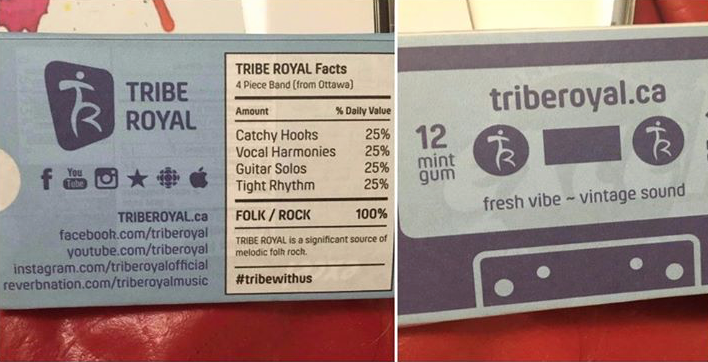 TRIBE
ROYAL
f You Tube
TRIBEROYAL.ca
facebook.com/triberoyal
youtube.com/triberoyal
instagram.com/triberoyalofficial
reverbnation.com/triberoyalmusic
TRIBE ROYAL Facts
4 Piece Band (from Ottawa)
Amount % Daily Value
Catchy Hooks 25%
Vocal Harmonies 25%
Guitar Solos 25%
Tight Rhythm 25%
FOLK / ROCK 100%
TRIBE ROYAL is a significant source of
melodic folk rock.
#tribewithus
triberoyal.ca
12
mint
gum
fresh vibe ~ vintage sound